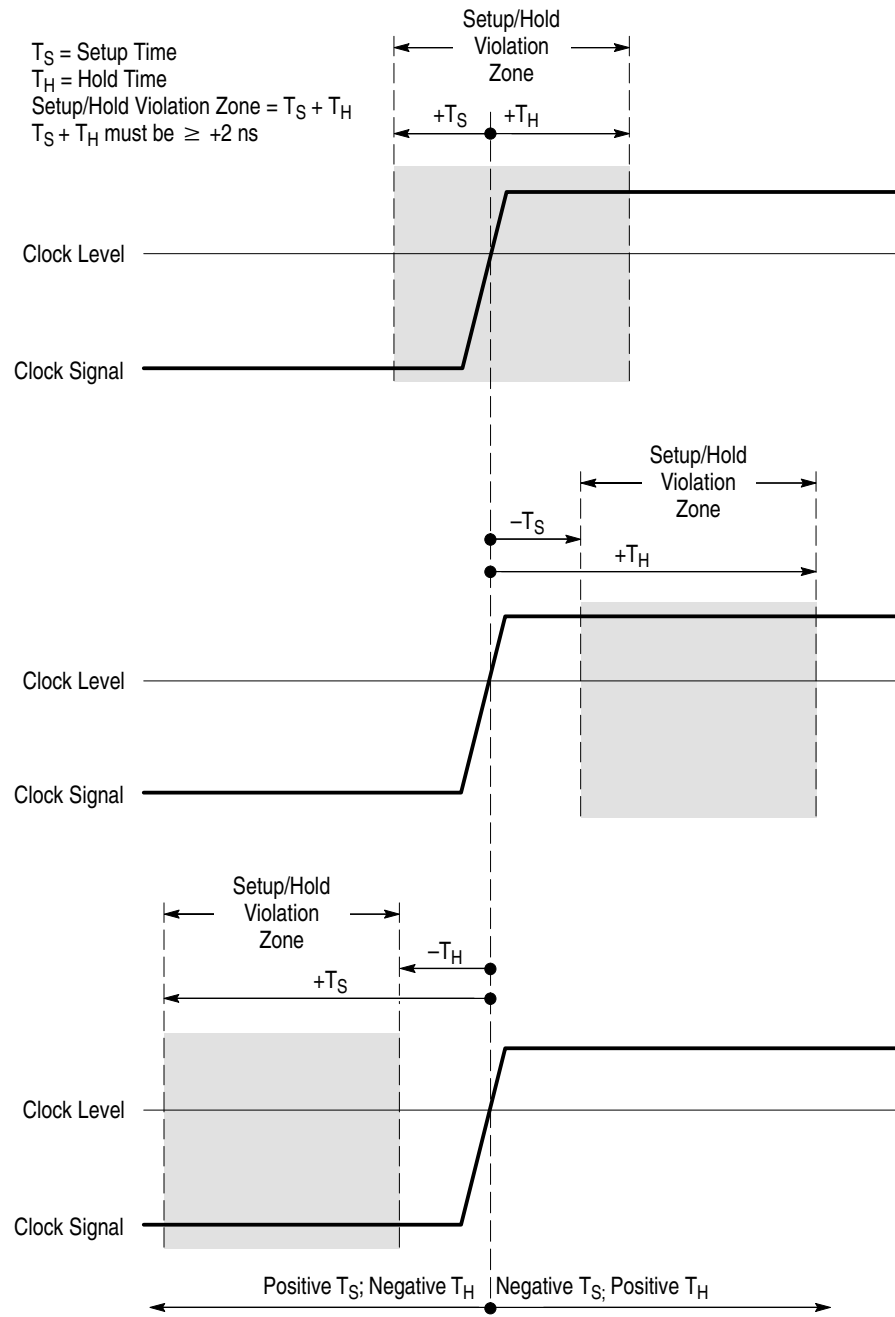 T_S = Setup Time
T_H = Hold Time
Setup/Hold Violation Zone = T_S + T_H
T_S + T_H must be ≥ +2 ns
Setup/Hold
Violation
Zone
+T_S +T_H
Clock Level
Clock Signal
Setup/Hold
Violation
Zone
–T_S
+T_H
Clock Level
Clock Signal
Setup/Hold
Violation
Zone
–T_H
+T_S
Clock Level
Clock Signal
Positive T_S; Negative T_H Negative T_S; Positive T_H